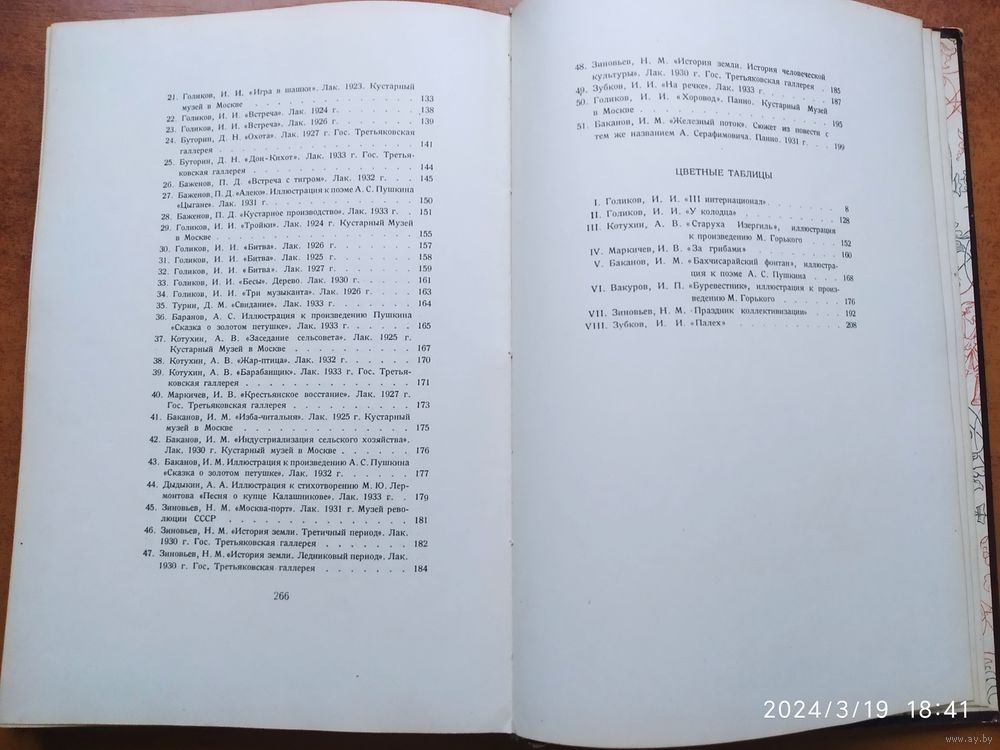 21. Голиков, И. И. «Игра в шашки». Лак. 1923. Кустарный
музей в Москве . . . . . . . . . . . . . . 133
22. Голиков, И. И. «Встреча». Лак. 1924 г. . . . . . . . 138
23. Голиков, И. И. «Встреча». Лак. 1926 г. . . . . . . . 139
24. Буторин, Д. Н. «Охота». Лак. 1927 г. Гос. Третьяковская
галлерея . . . . . . . . . . . . . . . . . 141
25. Буторин, Д. Н. «Дон-Кихот». Лак. 1933 г. Гос. Третья-
ковская галлерея . . . . . . . . . . . . . 144
26. Баженов, П. Д. «Встреча с тигром». Лак. 1932 г. . . . 145
27. Баженов, П. Д. «Алеко». Иллюстрация к поэме А. С. Пушкина
«Цыгане». Лак. 1931 г. . . . . . . . . . . . 150
28. Баженов, П. Д. «Кустарное производство». Лак. 1933 г. . 151
29. Голиков, И. И. «Тройки». Лак. 1924 г. Кустарный Музей
в Москве . . . . . . . . . . . . . . . . . 155
30. Голиков, И. И. «Битва». Лак. 1926 г. . . . . . . . 157
31. Голиков, И. И. «Битва». Лак. 1925 г. . . . . . . . 158
32. Голиков, И. И. «Битва». Лак. 1927 г. . . . . . . . 159
33. Голиков, И. И. «Бесы». Дерево. Лак. 1930 г. . . . . 161
34. Голиков, И. И. «Три музыканта». Лак. 1926 г. . . . . 163
35. Турин, Д. М. «Свидание». Лак. 1933 г. . . . . . . . 164
36. Баранов, А. С. Иллюстрация к произведению Пушкина
«Сказка о золотом петушке». Лак. 1933 г. . . . . . 165
37. Котухин, А. В. «Заседание сельсовета». Лак. 1925 г.
Кустарный Музей в Москве . . . . . . . . . . 167
38. Котухин, А. В. «Жар-птица». Лак. 1932 г. . . . . . 170
39. Котухин, А. В. «Барабанщик». Лак. 1933 г. Гос. Третья-
ковская галлерея . . . . . . . . . . . . . 171
40. Маркичев, И. В. «Крестьянское восстание». Лак. 1927 г.
Гос. Третьяковская галлерея . . . . . . . . . . 173
41. Баканов, И. М. «Изба-читальня». Лак. 1925 г. Кустарный
музей в Москве . . . . . . . . . . . . . . 175
42. Баканов, И. М. «Индустриализация сельского хозяйства».
Лак. 1930 г. Кустарный музей в Москве . . . . . . 176
43. Баканов, И. М. Иллюстрация к произведению А. С. Пушкина
«Сказка о золотом петушке». Лак. 1932 г. . . . . . 177
44. Дыдыкин, А. А. Иллюстрация к стихотворению М. Ю. Лер-
монтова «Песня о купце Калашникове». Лак. 1933 г. . 179
45. Зиновьев, Н. М. «Москва-порт». Лак. 1931 г. Музей рево-
люции СССР . . . . . . . . . . . . . . . 181
46. Зиновьев, Н. М. «История земли. Третичный период». Лак.
1930 г. Гос. Третьяковская галлерея . . . . . . . 182
47. Зиновьев, Н. М. «История земли. Ледниковый период». Лак.
1930 г. Гос, Третьяковская галлерея . . . . . . . 184
266
48. Зиновьев, Н. М. «История земли. История человеческой
культуры». Лак. 1930 г. Гос. Третьяковская галлерея . 185
49. Зубков, И. И. «На речке». Лак. 1933 г. . . . . . . 187
50. Голиков, И. И. «Хоровод». Панно. Кустарный Музей
в Москве . . . . . . . . . . . . . . . . . 195
51. Баканов, И. М. «Железный поток». Сюжет из повести с
тем же названием А. Серафимовича. Панно. 1931 г. . . 199
ЦВЕТНЫЕ ТАБЛИЦЫ
I. Голиков, И. И. «III интернационал» . . . . . . . . 8
II. Голиков, И. И. «У колодца» . . . . . . . . . . 128
III. Котухин, А. В «Старуха Изергиль», иллюстрация
к произведению М. Горького . . . . 152
IV. Маркичев, И. В «За грибами» . . . . . . . . . 160
V. Баканов, И. М. «Бахчисарайский фонтан», иллюстра-
ция к поэме А. С. Пушкина . . . . 168
VI. Вакуров, И. П. «Буревестник», иллюстрация к произ-
ведению М. Горького . . . . . . . 176
VII. Зиновьев, Н. М. Праздник коллективизации» . . . . 192
VIII. Зубков, И. И «Палех» . . . . . . . . . . . 208
2024/3/19 18:41
www.ay.by